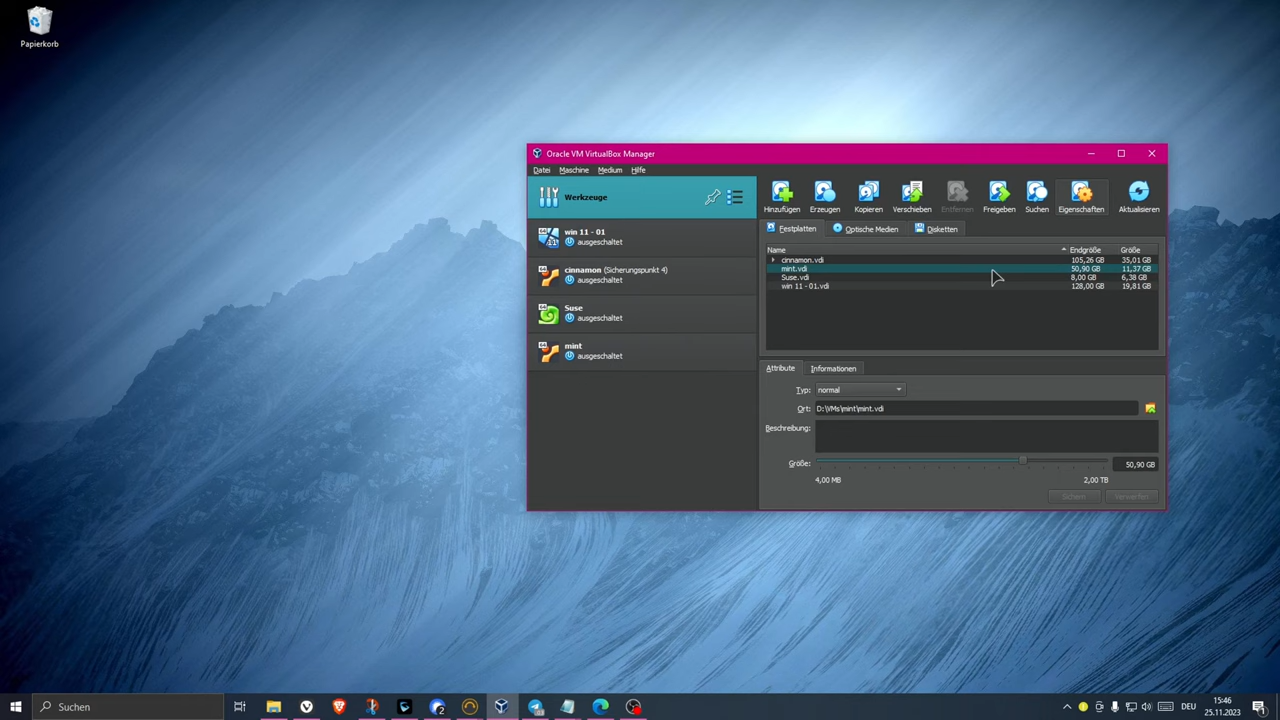 Papierkorb
Oracle VM VirtualBox Manager
Datei Maschine Medium Hilfe
Werkzeuge
win 11 - 01
ausgeschaltet
cinnamon (Sicherungspunkt 4)
ausgeschaltet
Suse
ausgeschaltet
mint
ausgeschaltet
Hinzufügen Erzeugen Kopieren Verschieben Entfernen Freigeben Suchen Eigenschaften Aktualisieren
Festplatten Optische Medien Disketten
Name Endgröße Größe
cinnamon.vdi 105,26 GB 35,01 GB
mint.vdi 50,90 GB 11,37 GB
Suse.vdi 8,00 GB 6,38 GB
win 11 - 01.vdi 128,00 GB 19,81 GB
Attribute Informationen
Typ: normal
Ort: D:\VMs\mint\mint.vdi
Beschreibung:
Größe: 50,90 GB
4,00 MB 2,00 TB
Sichern Verwerfen
Suchen
2
DEU
15:46
25.11.2023
1